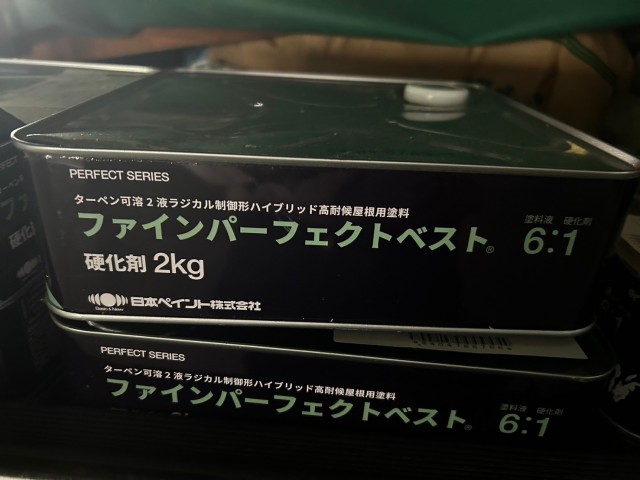 PERFECT SERIES
ターペン可溶2液ラジカル制御形ハイブリッド高耐候屋根用塗料
ファインパーフェクトベスト®
塗料液 硬化剤
6:1
硬化剤 2kg
日本ペイント株式会社
PERFECT SERIES
ターペン可溶2液ラジカル制御形ハイブリッド高耐候屋根用塗料
ファインパーフェクトベスト®
塗料液 硬化剤
6:1